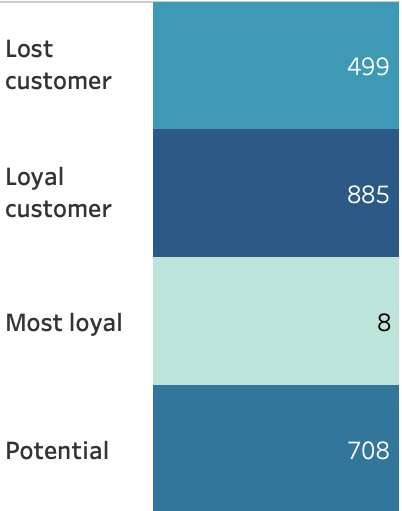 Lost
customer
499
Loyal
customer
885
Most loyal
8
Potential
708